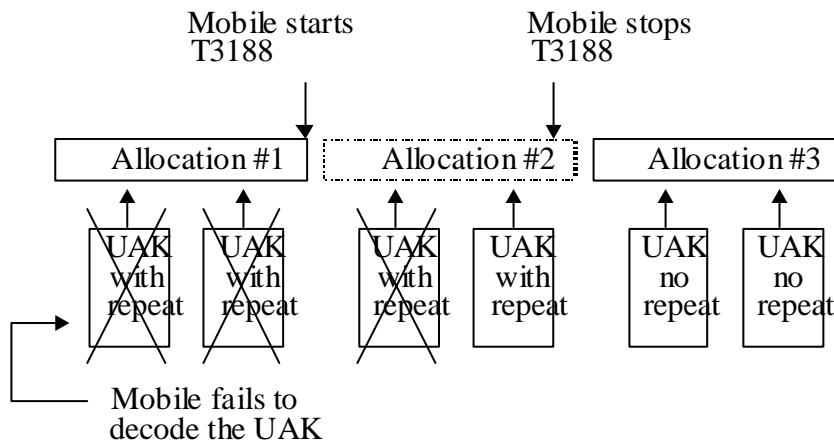 Mobile starts
T3188
Mobile stops
T3188
Allocation #1
Allocation #2
Allocation #3
UAK
with
repeat
UAK
with
repeat
UAK
with
repeat
UAK
with
repeat
UAK
no
repeat
UAK
no
repeat
Mobile fails to
decode the UAK